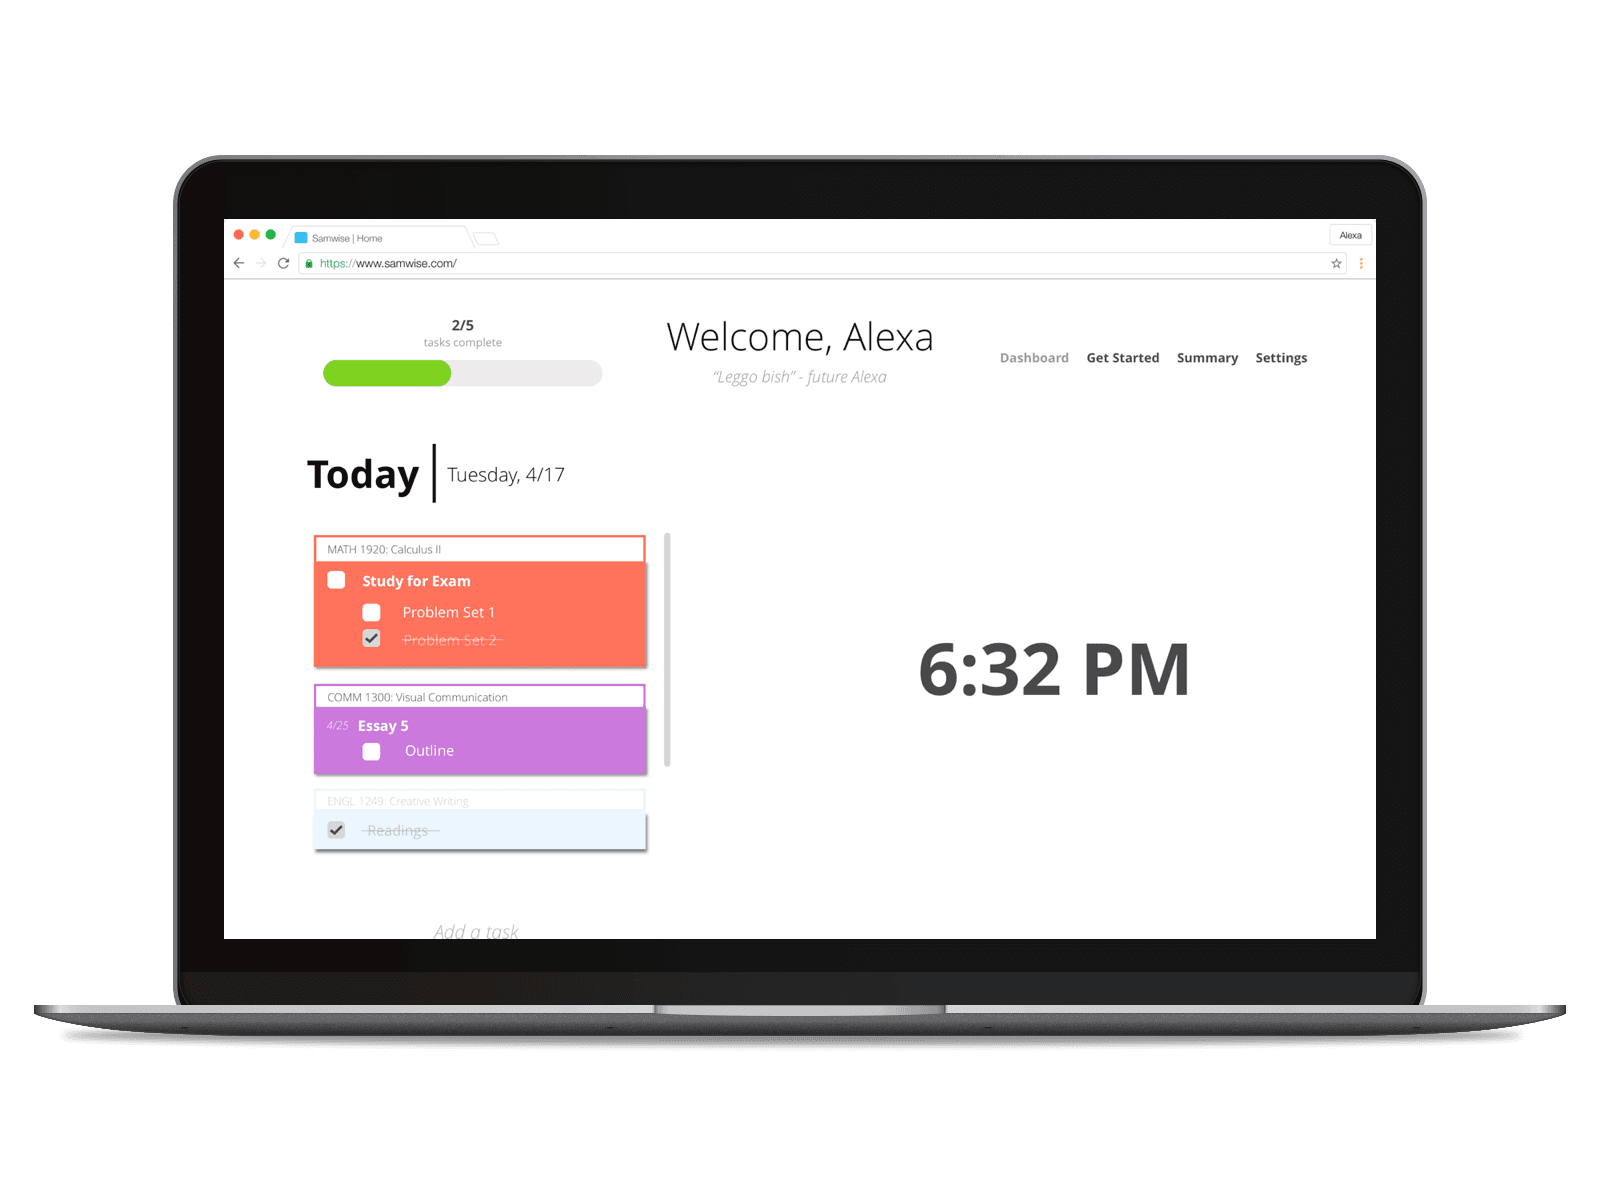 Samwise | Home
Alexa
https://www.samwise.com/
2/5
tasks complete
Welcome, Alexa
“Leggo bish” - future Alexa
Dashboard Get Started Summary Settings
Today
Tuesday, 4/17
MATH 1920: Calculus II
Study for Exam
Problem Set 1
Problem Set 2
COMM 1300: Visual Communication
4/25 Essay 5
Outline
ENGL 1249: Creative Writing
Readings
Add a task
6:32 PM